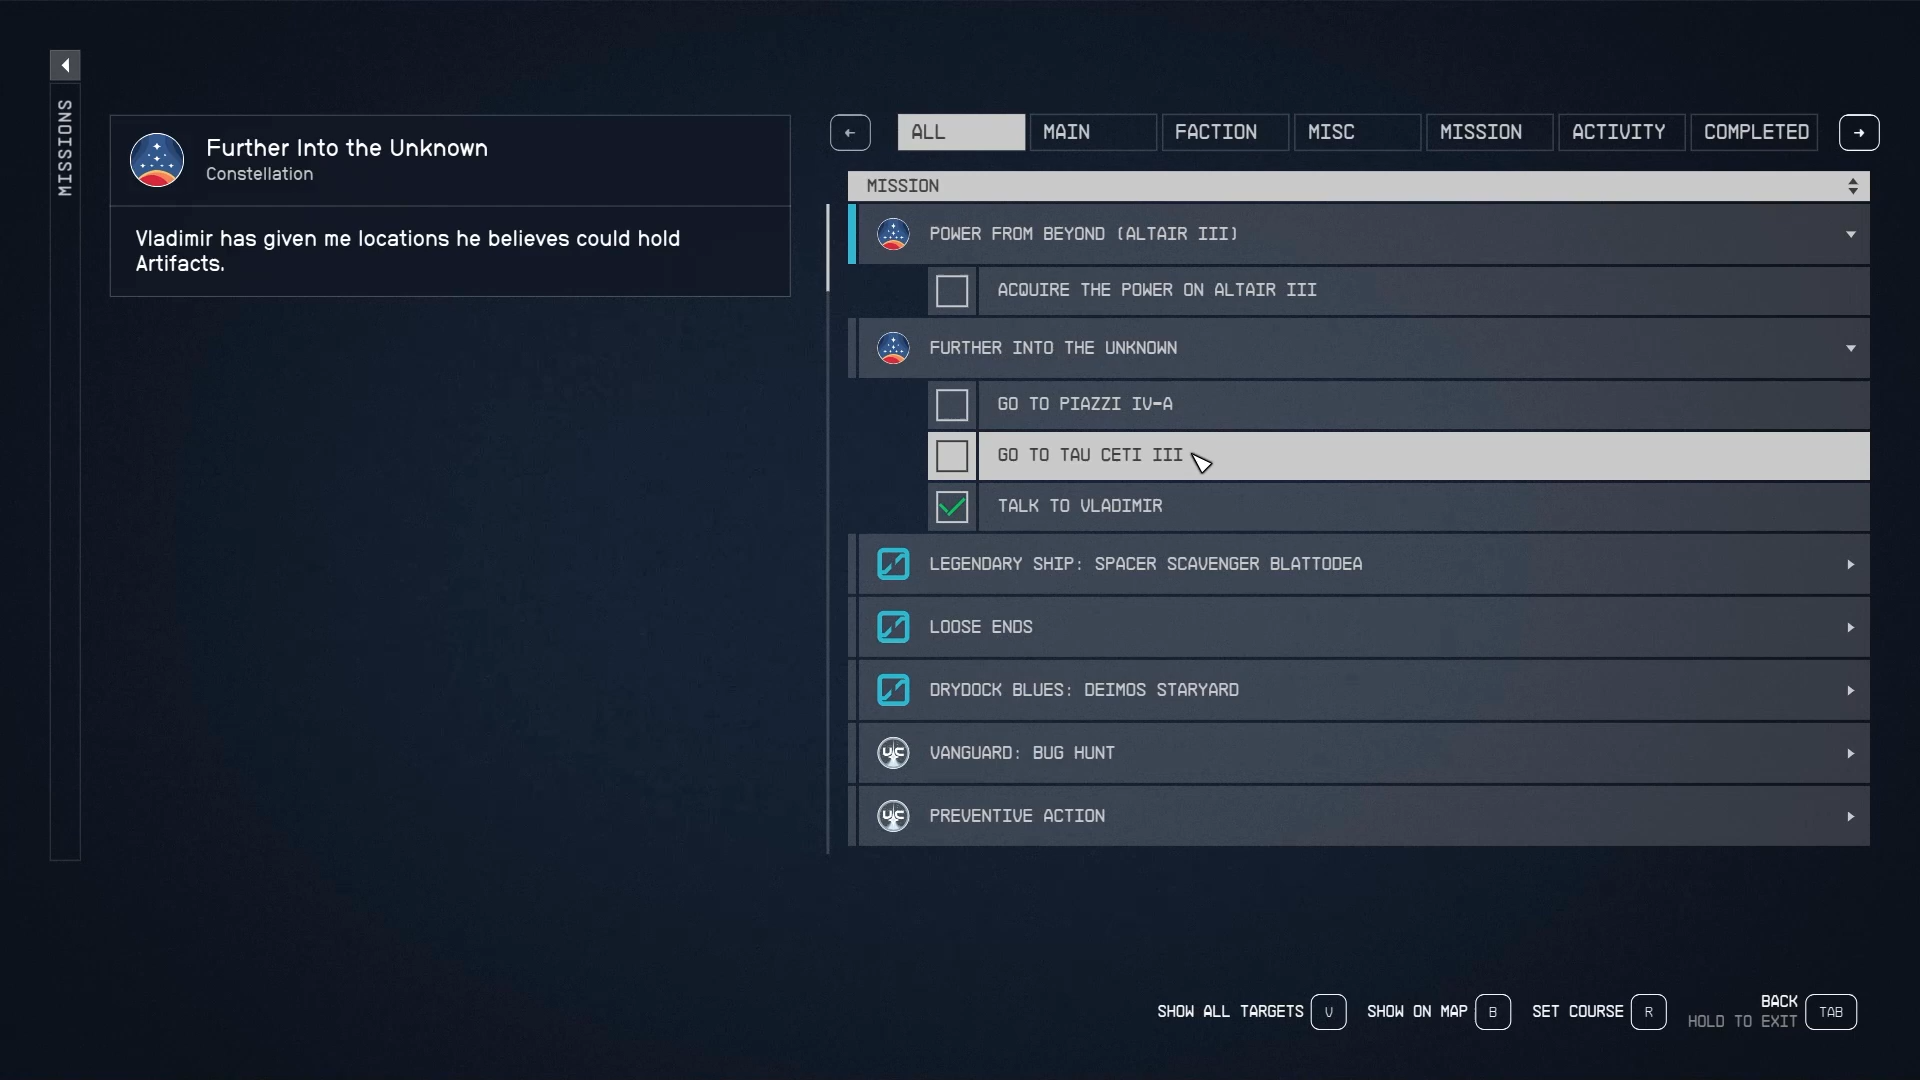 MISSIONS
Further Into the Unknown
Constellation
Vladimir has given me locations he believes could hold
Artifacts.
ALL MAIN FACTION MISC MISSION ACTIVITY COMPLETED
MISSION
POWER FROM BEYOND (ALTAIR III)
ACQUIRE THE POWER ON ALTAIR III
FURTHER INTO THE UNKNOWN
GO TO PIAZZI IV-A
GO TO TAU CETI III
TALK TO VLADIMIR
LEGENDARY SHIP: SPACER SCAVENGER BLATTODEA
LOOSE ENDS
DRYDOCK BLUES: DEIMOS STARYARD
UC VANGUARD: BUG HUNT
UC PREVENTIVE ACTION
SHOW ALL TARGETS V SHOW ON MAP B SET COURSE R BACK TAB
HOLD TO EXIT